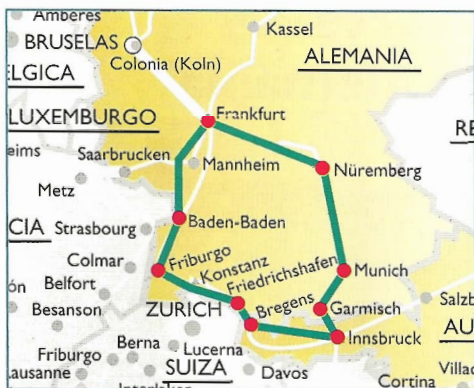 Amberes
BRUSELAS
Colonia (Koln)
Kassel
ALEMANIA
ELGICA
LUXEMBURGO
Frankfurt
RE
eims
Saarbrucken
Mannheim
Nüremberg
Metz
CIA
Strasbourg
Baden-Baden
Colmar
Friburgo
Konstanz
Friedrichshafen
Munich
ón
Belfort
Besanson
ZURICH
Bregens
Garmisch
Salzb
AU
Innsbruck
Friburgo
Berna
Lucerna
ausanne
SUIZA
Davos
Cortina
Villa